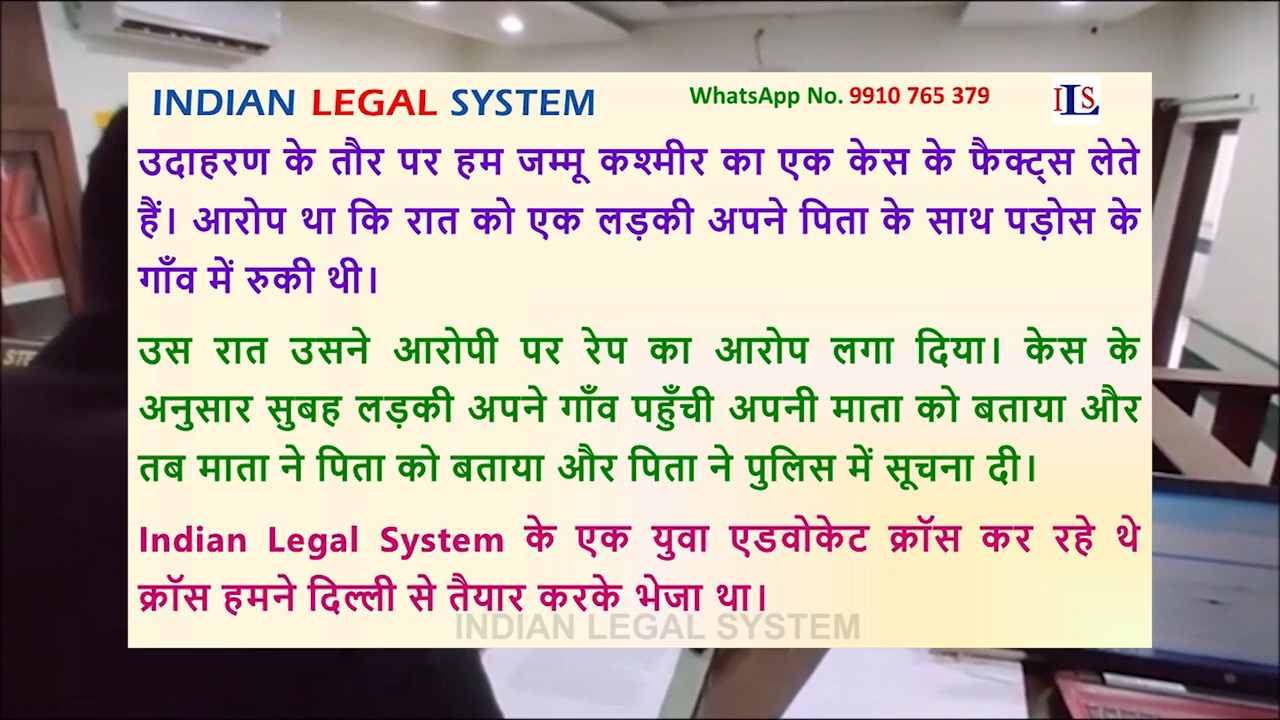 INDIAN LEGAL SYSTEM
WhatsApp No. 9910 765 379
ILS
उदाहरण के तौर पर हम जम्मू कश्मीर का एक केस के फैक्ट्स लेते
हैं। आरोप था कि रात को एक लड़की अपने पिता के साथ पड़ोस के
गाँव में रुकी थी।
उस रात उसने आरोपी पर रेप का आरोप लगा दिया। केस के
अनुसार सुबह लड़की अपने गाँव पहुँची अपनी माता को बताया और
तब माता ने पिता को बताया और पिता ने पुलिस में सूचना दी।
Indian Legal System के एक युवा एडवोकेट क्रॉस कर रहे थे
क्रॉस हमने दिल्ली से तैयार करके भेजा था।
INDIAN LEGAL SYSTEM